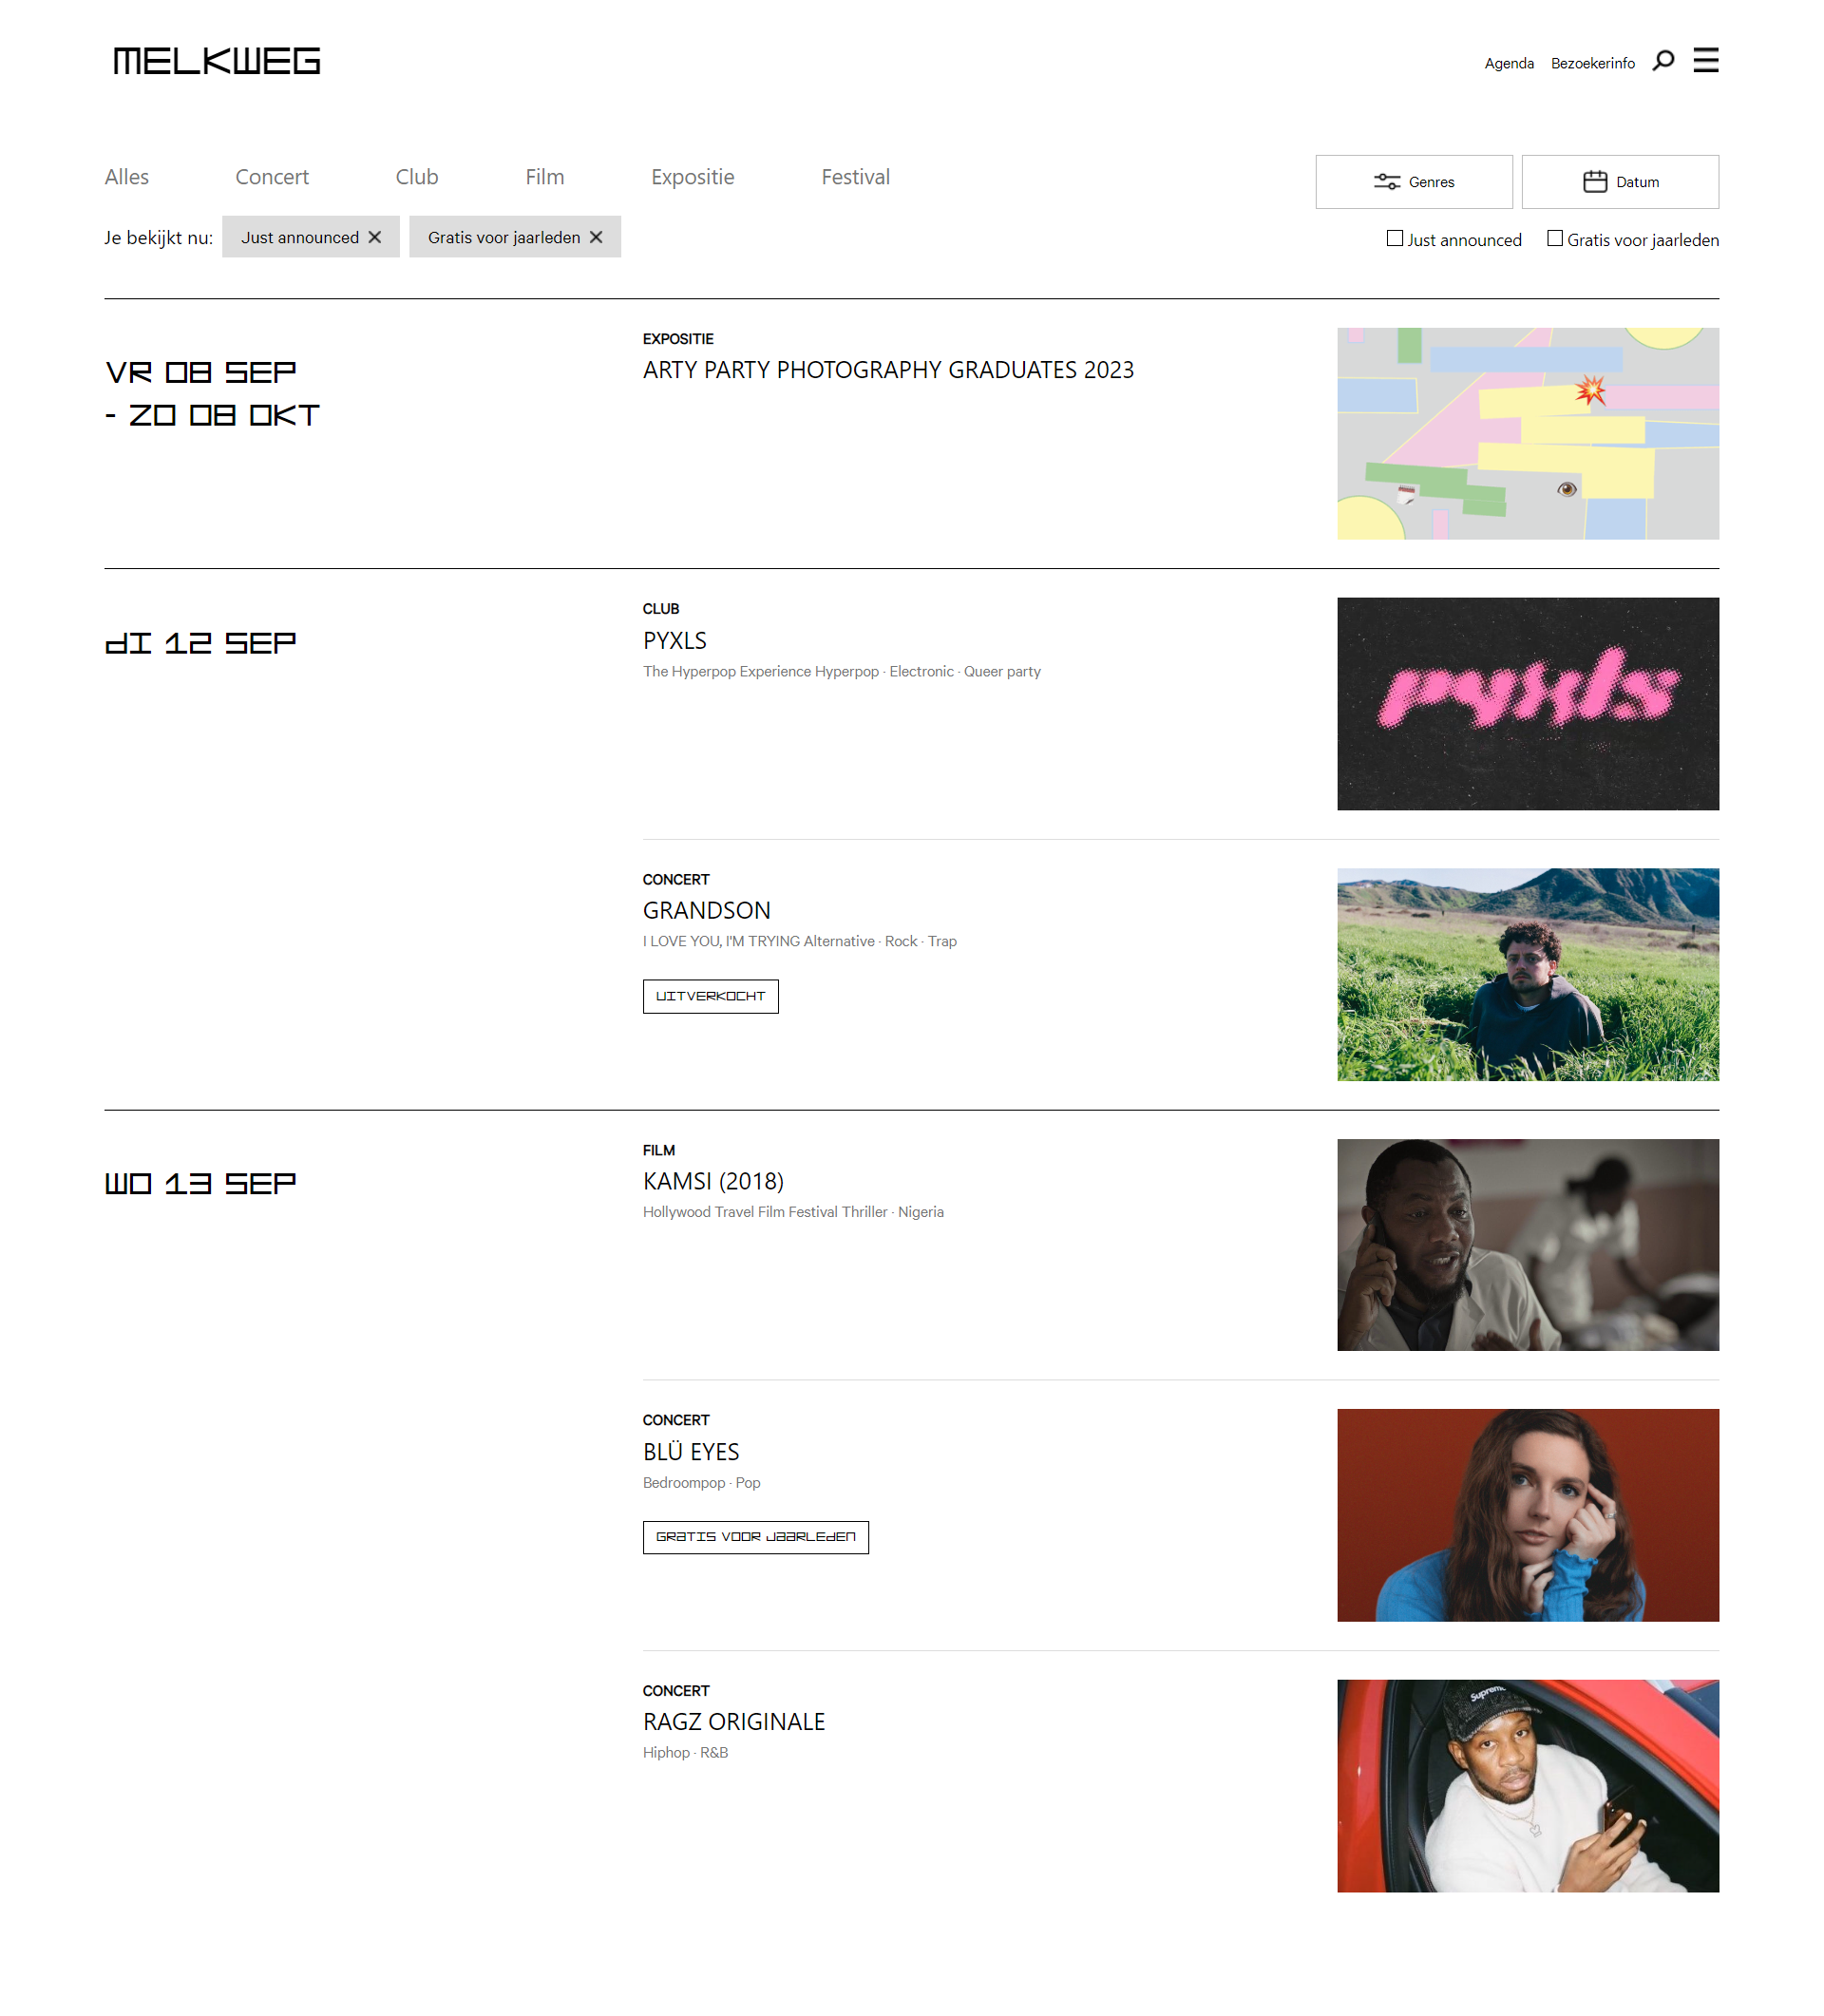 MELKWEG
Agenda Bezoekerinfo
Alles Concert Club Film Expositie Festival
Genres Datum
Je bekijkt nu: Just announced Gratis voor jaarleden
Just announced Gratis voor jaarleden
VR 08 SEP
- ZO 08 OKT
EXPOSITIE
ARTY PARTY PHOTOGRAPHY GRADUATES 2023
dI 12 SEP
CLUB
PYXLS
The Hyperpop Experience Hyperpop · Electronic · Queer party
pyxls
CONCERT
GRANDSON
I LOVE YOU, I'M TRYING Alternative · Rock · Trap
UITVERKOCHT
WO 13 SEP
FILM
KAMSI (2018)
Hollywood Travel Film Festival Thriller · Nigeria
CONCERT
BLÜ EYES
Bedroompop · Pop
GRaTIS VOOR JaaRLEdEN
CONCERT
RAGZ ORIGINALE
Hiphop · R&B
Supreme